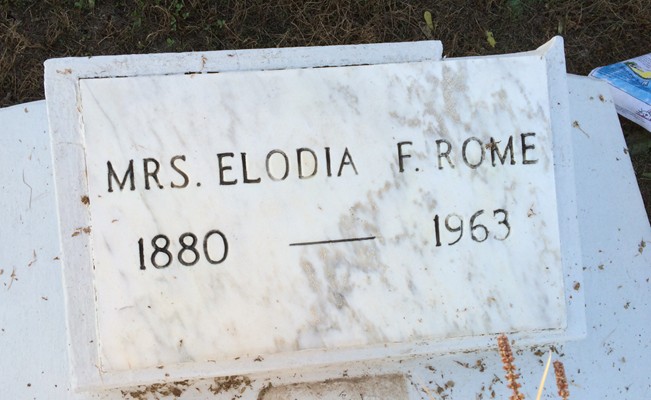 MRS. ELODIA F. ROME
1880 — 1963